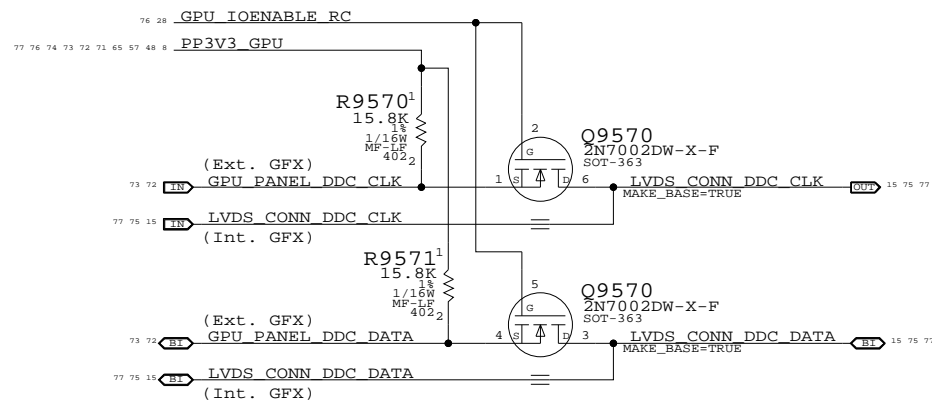 76 28 GPU_IOENABLE_RC
77 76 74 73 72 71 65 57 48 8 PP3V3_GPU
R9570
1
15.8K
1%
1/16W
MF-LF
402
2
2
Q9570
2N7002DW-X-F
SOT-363
G
S
D
1
6
(Ext. GFX)
73 72 IN GPU_PANEL_DDC_CLK
LVDS_CONN_DDC_CLK OUT 15 75 77
MAKE_BASE=TRUE
77 75 15 IN LVDS_CONN_DDC_CLK
(Int. GFX)
R9571
1
15.8K
1%
1/16W
MF-LF
402
2
5
Q9570
2N7002DW-X-F
SOT-363
G
S
D
4
3
(Ext. GFX)
73 72 BI GPU_PANEL_DDC_DATA
LVDS_CONN_DDC_DATA BI 15 75 77
MAKE_BASE=TRUE
77 75 15 BI LVDS_CONN_DDC_DATA
(Int. GFX)